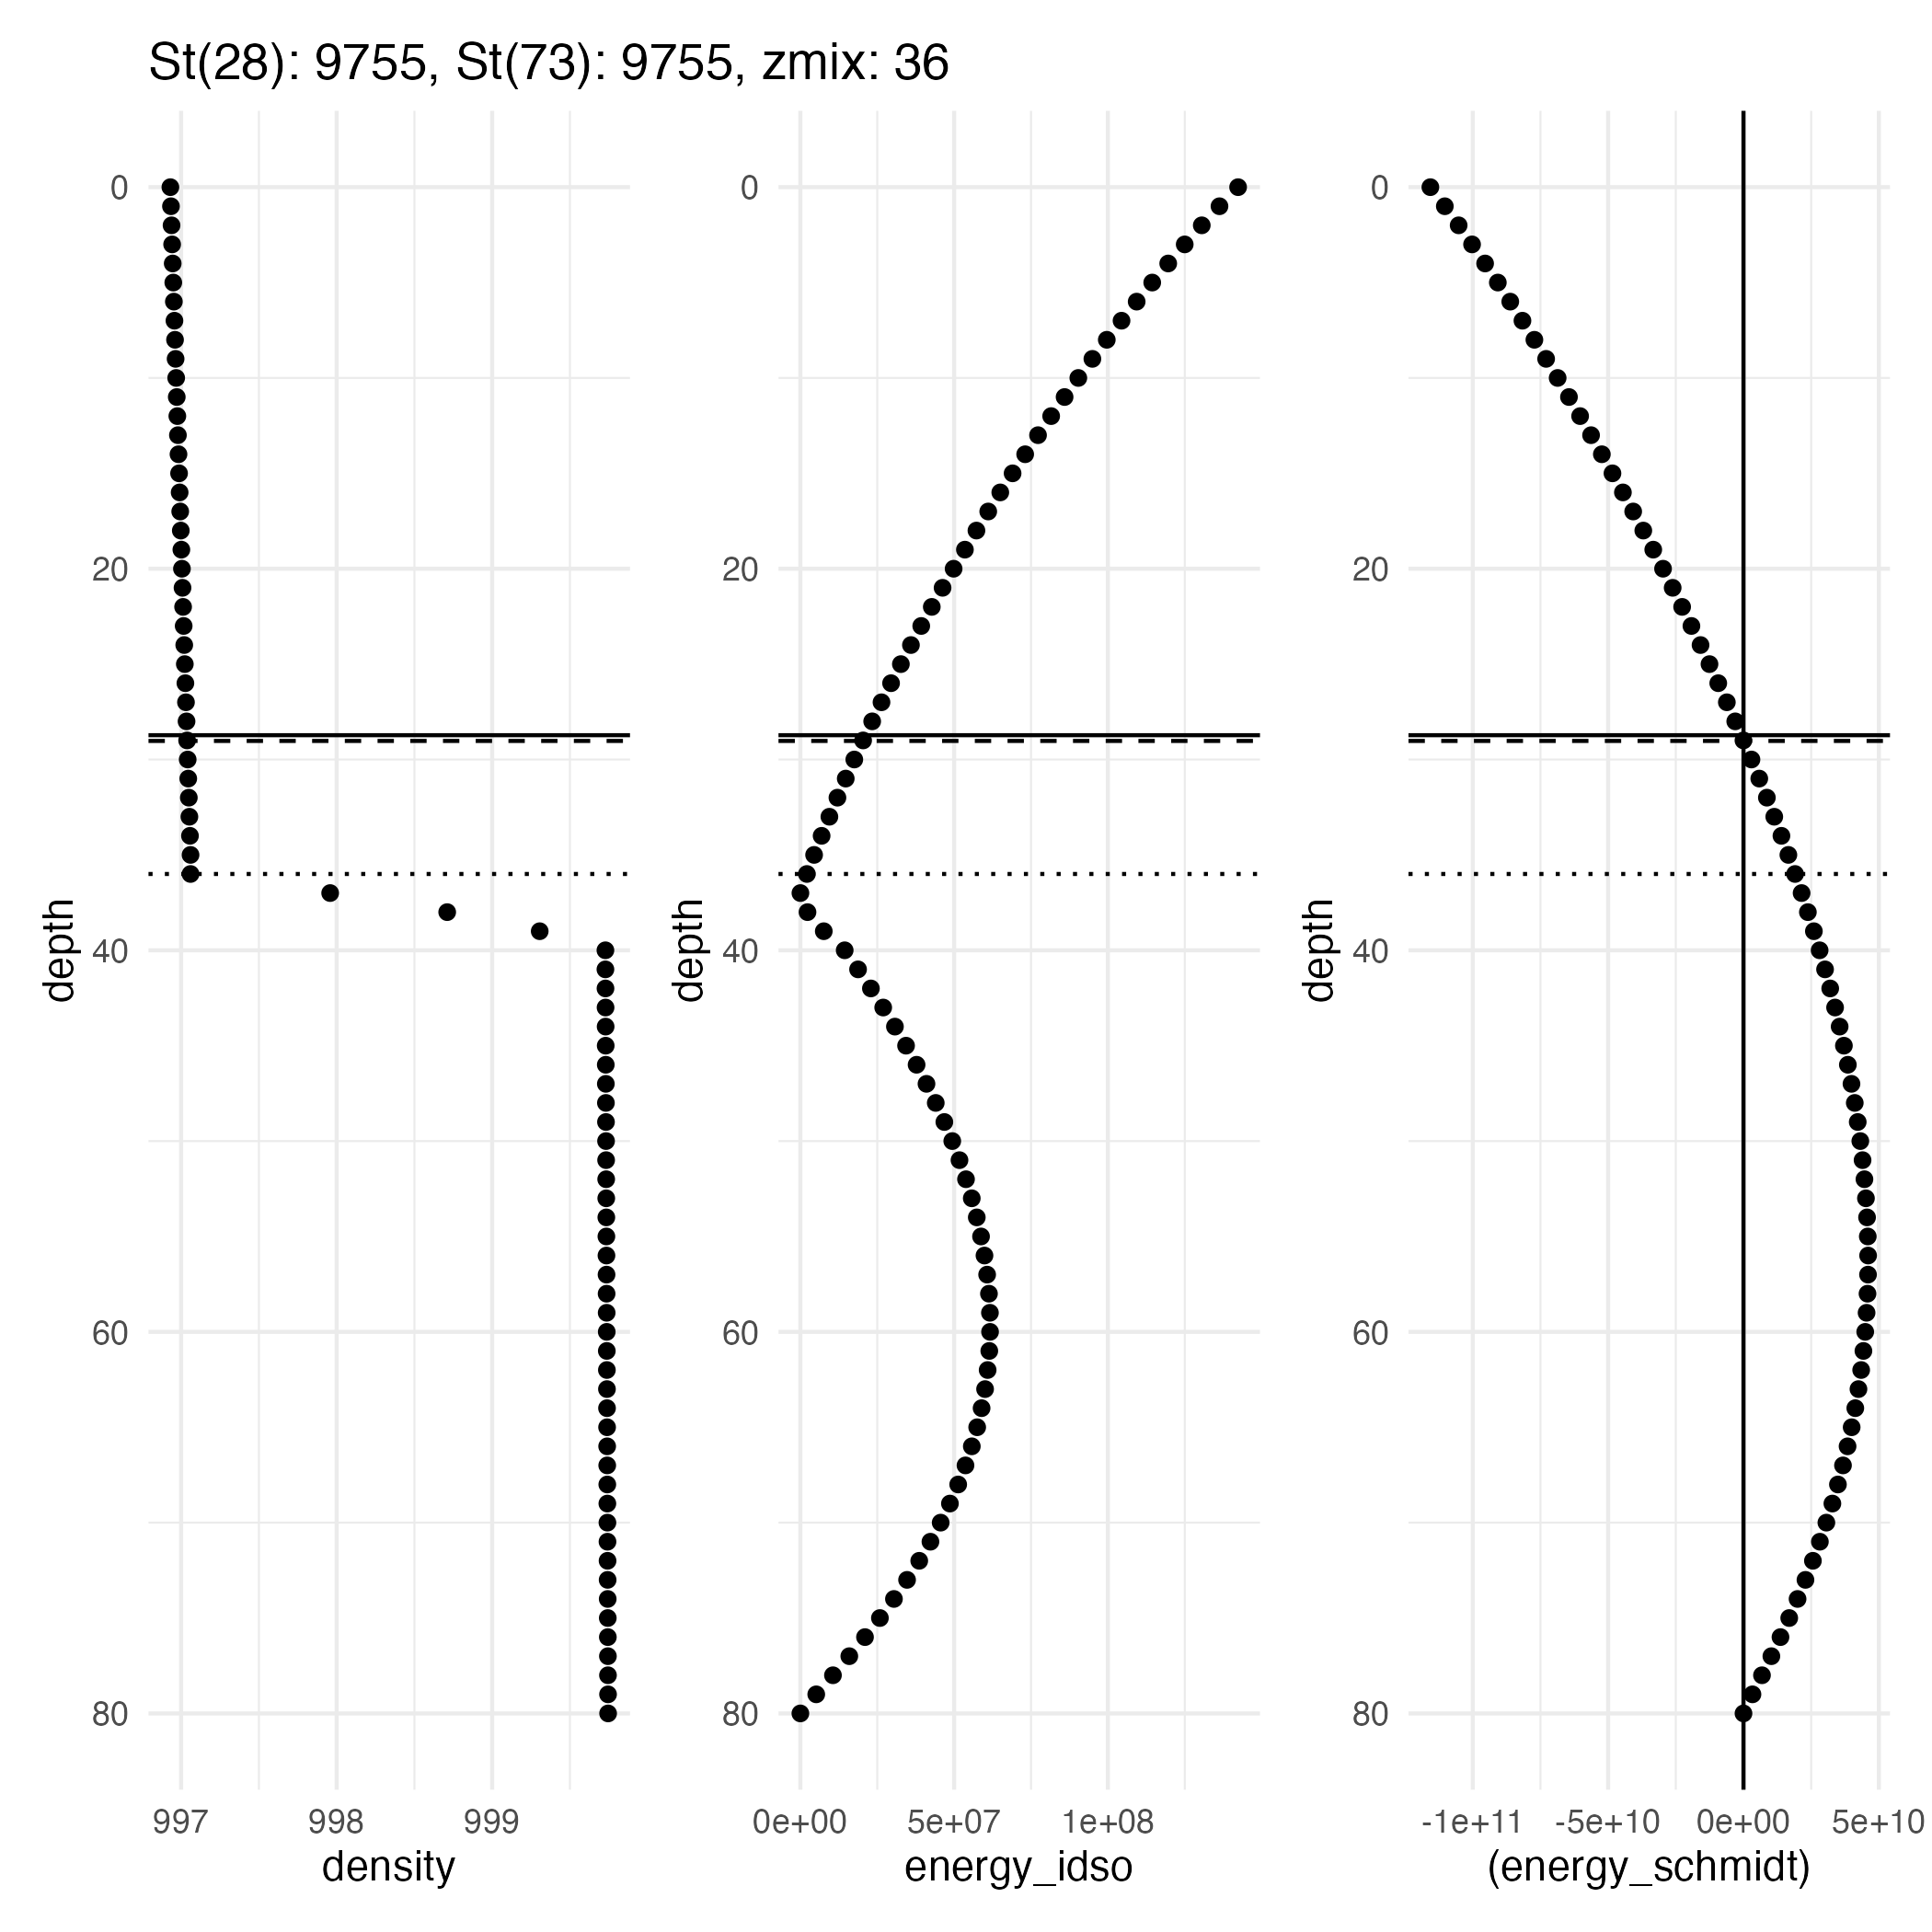 St(28): 9755, St(73): 9755, zmix: 36
0
20
40
60
80
depth
997
998
999
density
0
20
40
60
80
depth
0e+00
5e+07
1e+08
energy_idso
0
20
40
60
80
depth
-1e+11
-5e+10
0e+00
5e+10
(energy_schmidt)